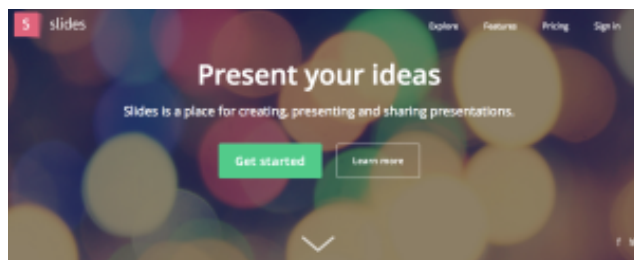 S slides Explore Features Pricing Sign in
Present your ideas
Slides is a place for creating, presenting and sharing presentations.
Get started Learn more
f